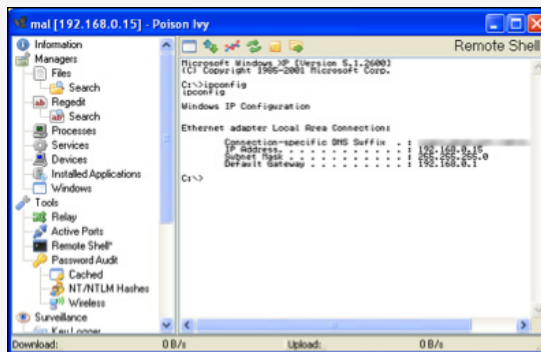 mal [192.168.0.15] - Poison Ivy
Information
Managers
Files
Search
Regedit
Search
Processes
Services
Devices
Installed Applications
Windows
Tools
Relay
Active Ports
Remote Shell*
Password Audit
Cached
NT/NTLM Hashes
Wireless
Surveillance
Key Logger
Remote Shell
Microsoft Windows XP [Version 5.1.2600]
(C) Copyright 1985-2001 Microsoft Corp.
C:\>ipconfig
ipconfig
Windows IP Configuration
Ethernet adapter Local Area Connection:
Connection-specific DNS Suffix . :
IP Address. . . . . . . . . . . . : 192.168.0.15
Subnet Mask . . . . . . . . . . . : 255.255.255.0
Default Gateway . . . . . . . . . : 192.168.0.1
C:\>
Download: 0 B/s Upload: 0 B/s